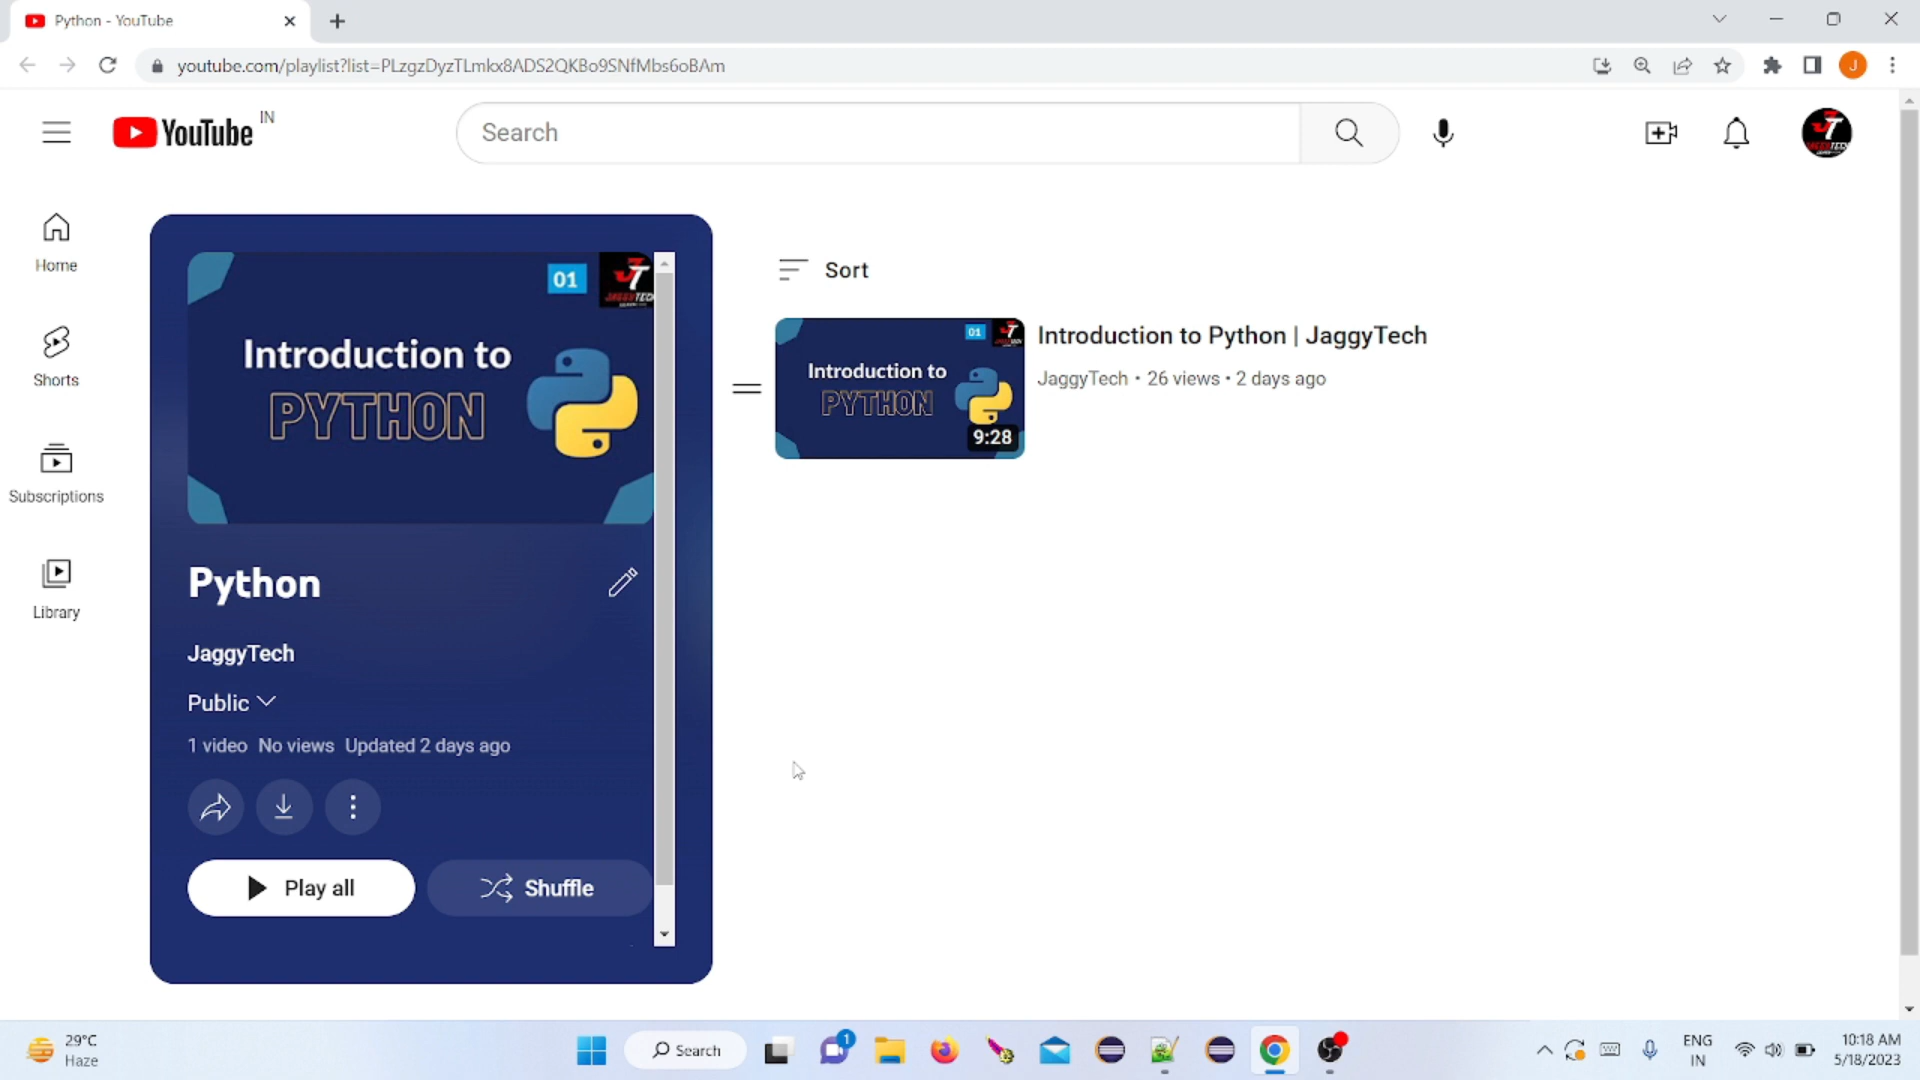 Python - YouTube
youtube.com/playlist?list=PLzgzDyzTLmkx8ADS2QKBo9SNfMbs6oBAm
J
YouTube IN
Search
Home
Shorts
Subscriptions
Library
01
JAGGYTECH
Introduction to
PYTHON
Python
JaggyTech
Public
1 video No views Updated 2 days ago
Play all
Shuffle
Sort
01
Introduction to
PYTHON
9:28
Introduction to Python | JaggyTech
JaggyTech • 26 views • 2 days ago
29°C
Haze
Search
1
ENG
IN
10:18 AM
5/18/2023